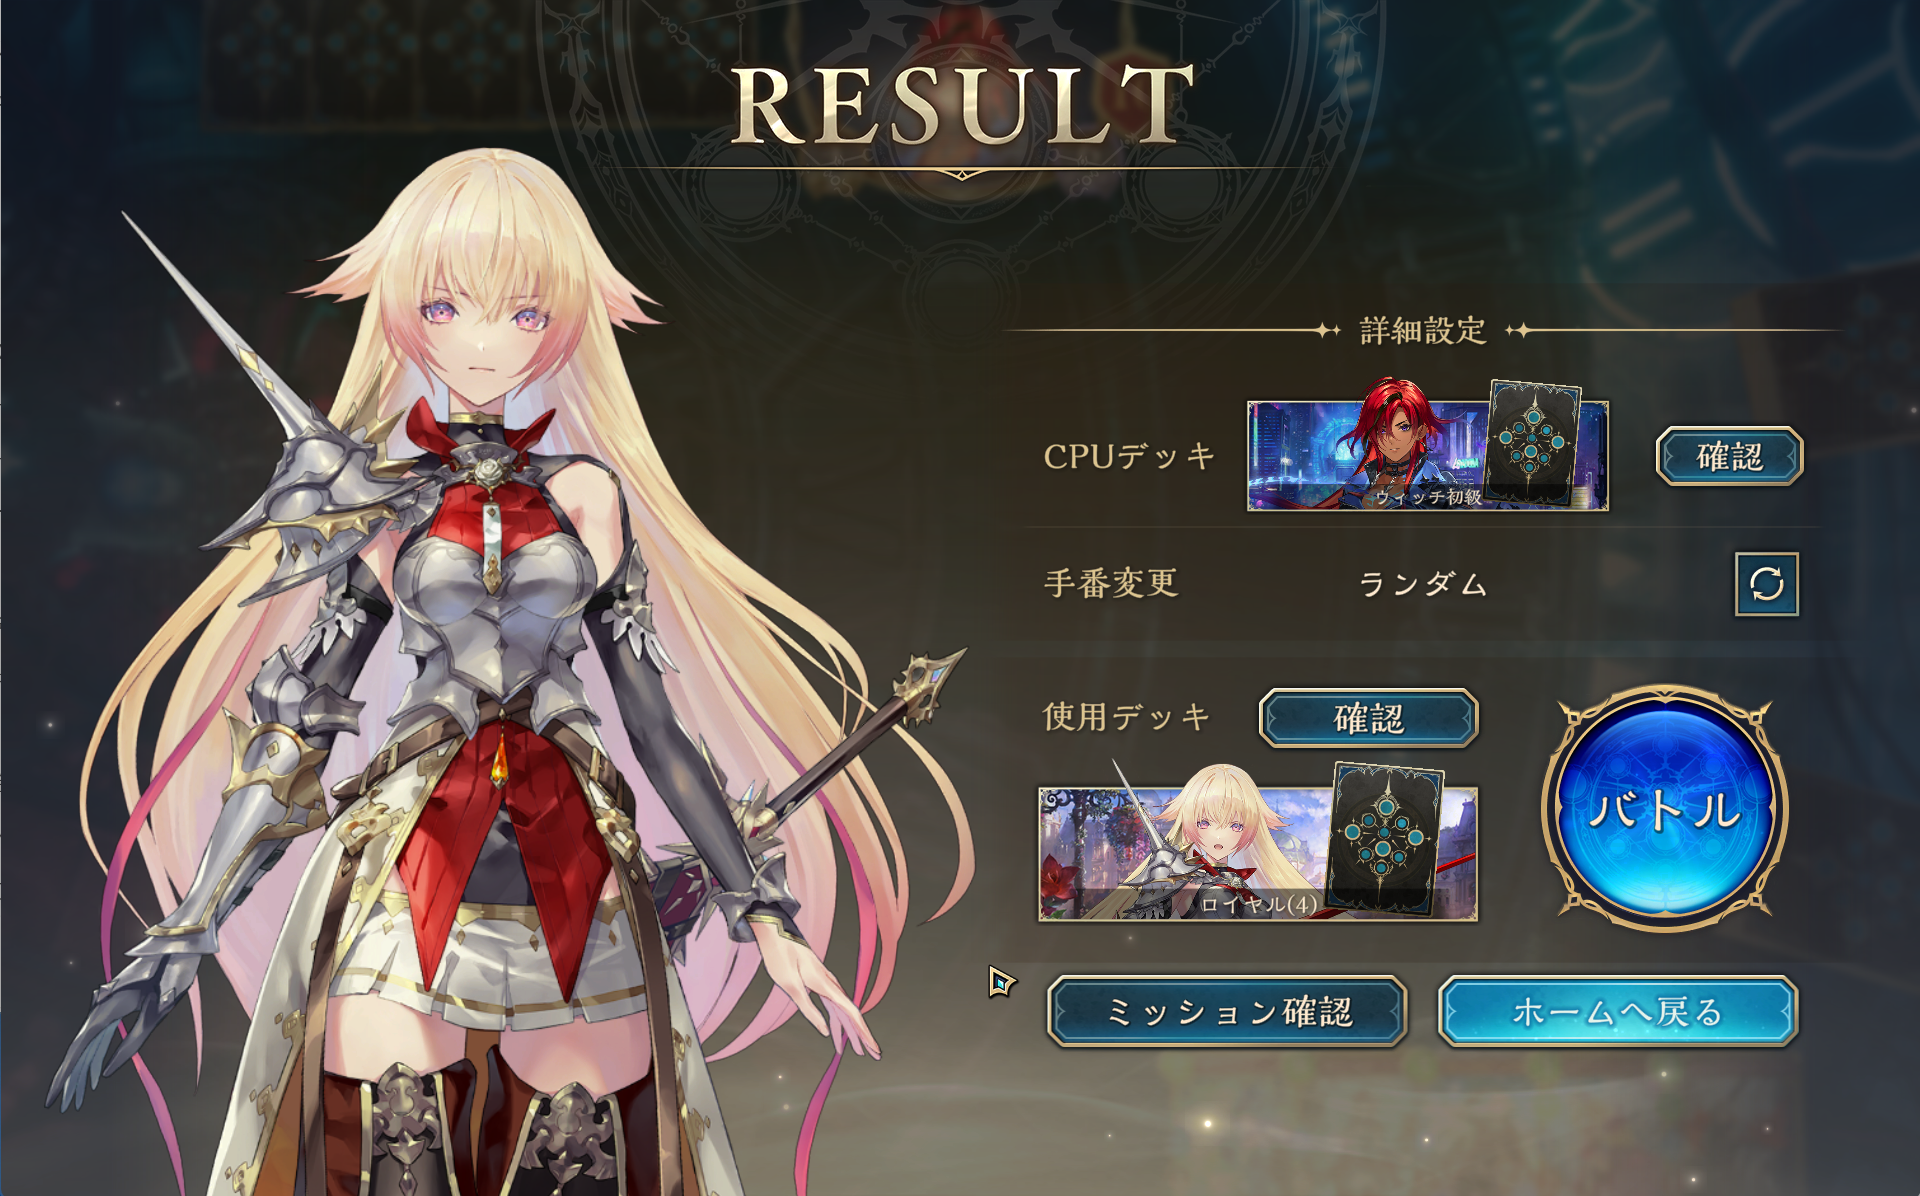 RESULT
詳細設定
CPUデッキ
ウィッチ初級
確認
手番変更
ランダム
使用デッキ
確認
ロイヤル(4)
バトル
ミッション確認
ホームへ戻る